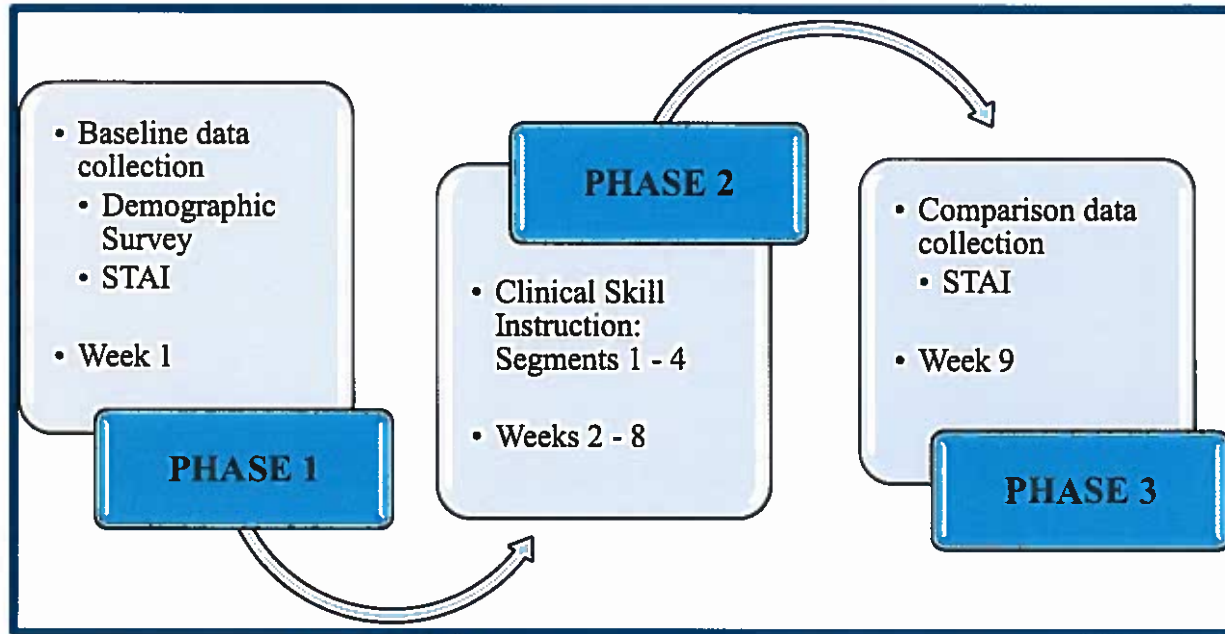 • Baseline data
collection
• Demographic
Survey
• STAI
• Week 1
PHASE 1
PHASE 2
• Clinical Skill
Instruction:
Segments 1 - 4
• Weeks 2 - 8
• Comparison data
collection
• STAI
• Week 9
PHASE 3